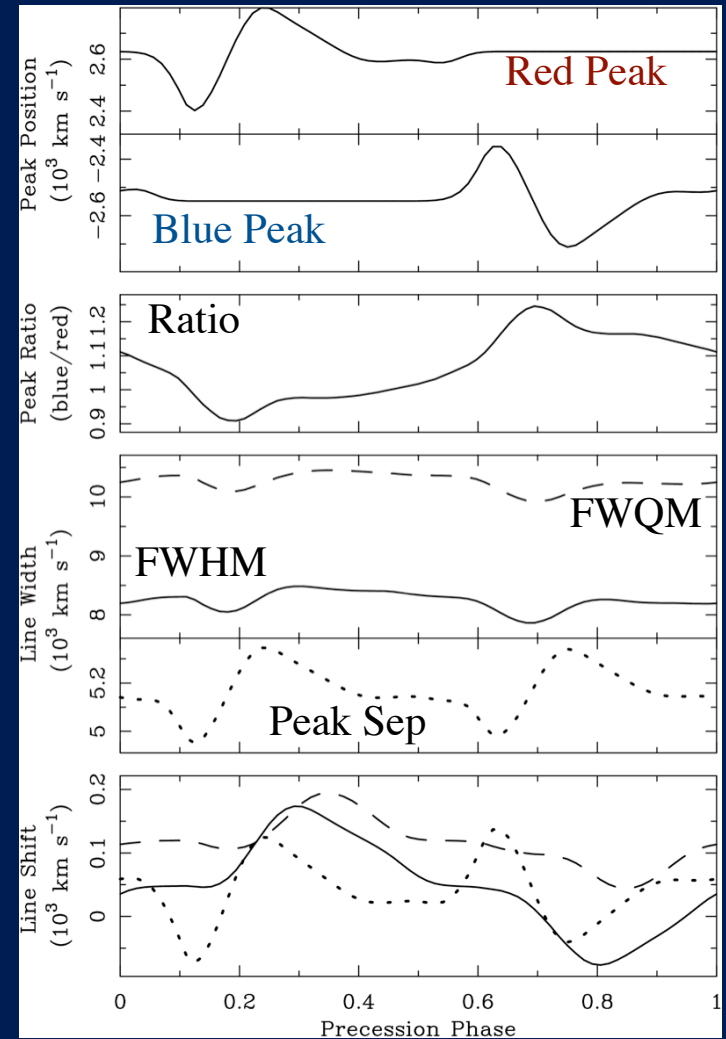 Peak Position
(10³ km s⁻¹)
2.6
2.4
Red Peak
−2.4
−2.6
Blue Peak
Peak Ratio
(blue/red)
1.2
1.1
1
0.9
Ratio
Line Width
(10³ km s⁻¹)
10
9
8
FWQM
FWHM
5.2
5
Peak Sep
Line Shift
(10³ km s⁻¹)
0.2
0.1
0
0
0.2
0.4
0.6
0.8
1
Precession Phase